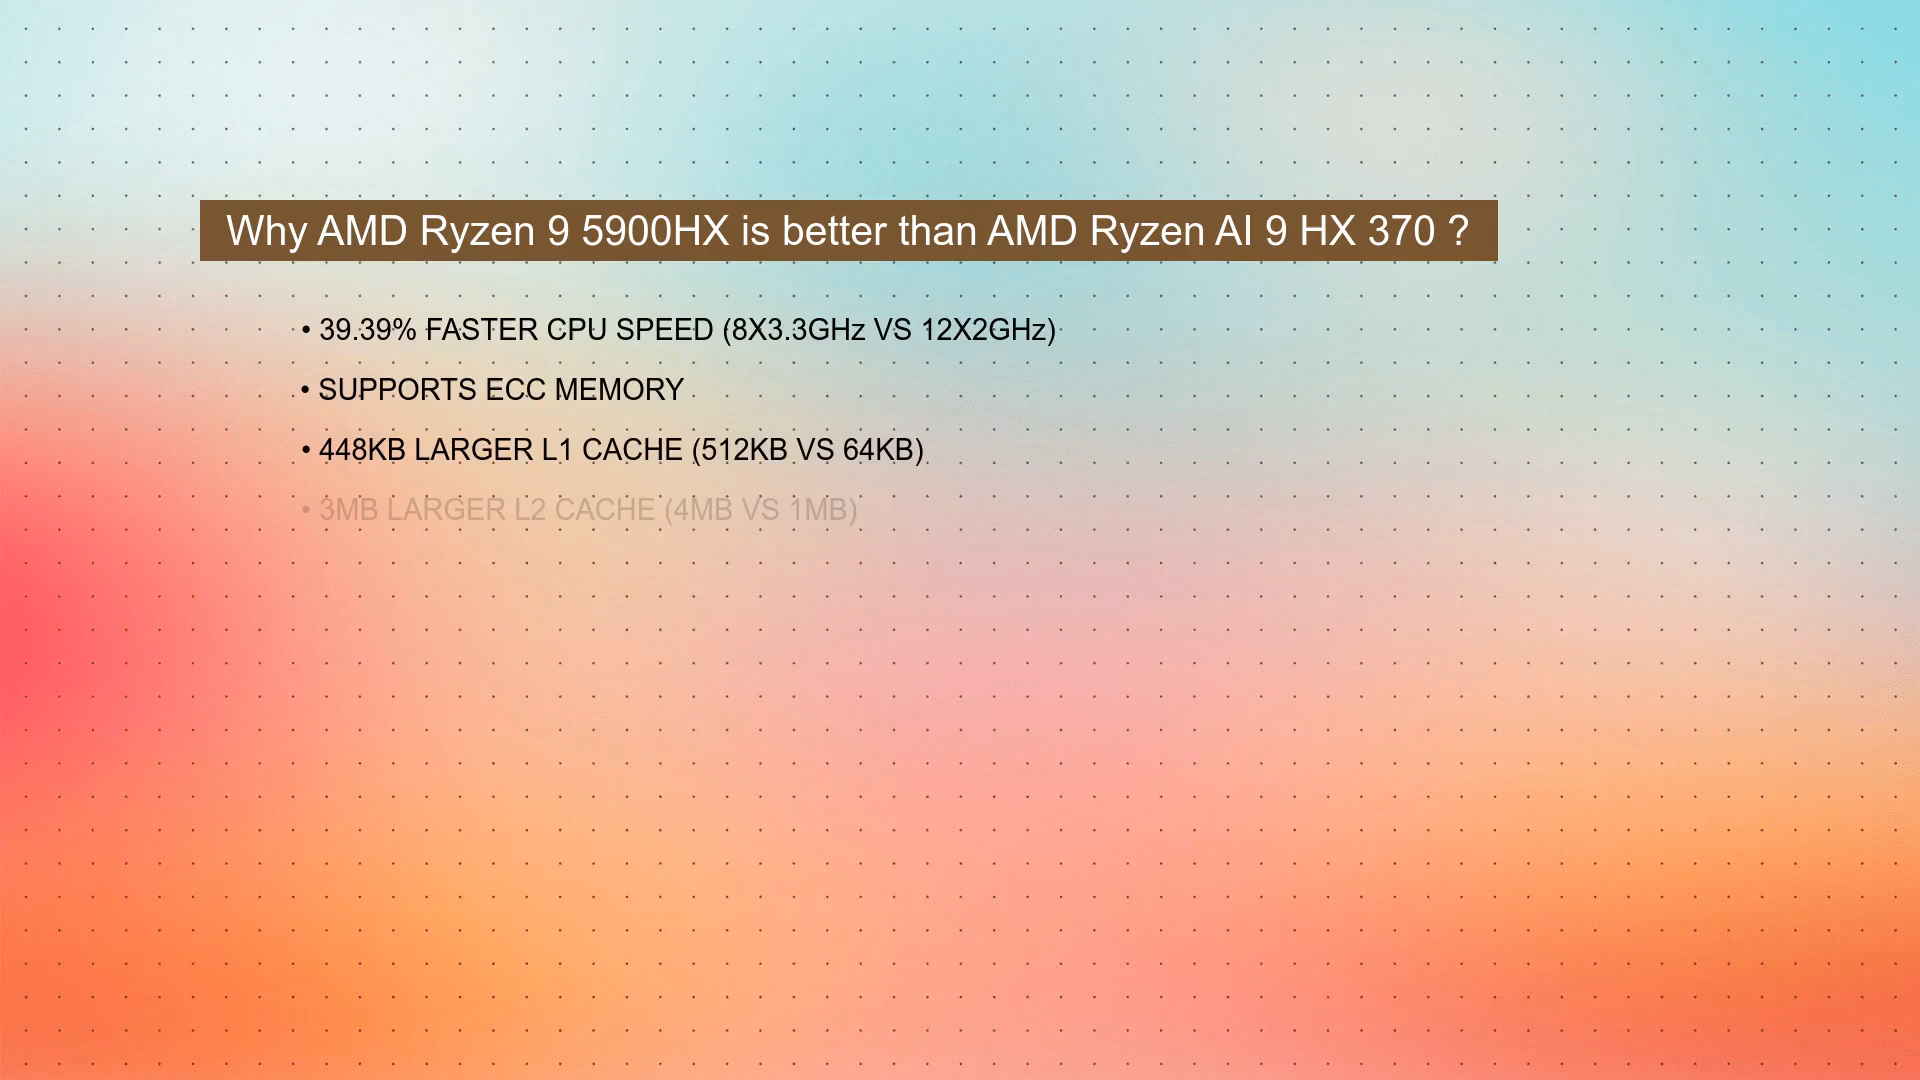 Why AMD Ryzen 9 5900HX is better than AMD Ryzen AI 9 HX 370 ?
• 39.39% FASTER CPU SPEED (8X3.3GHz VS 12X2GHz)
• SUPPORTS ECC MEMORY
• 448KB LARGER L1 CACHE (512KB VS 64KB)
• 3MB LARGER L2 CACHE (4MB VS 1MB)